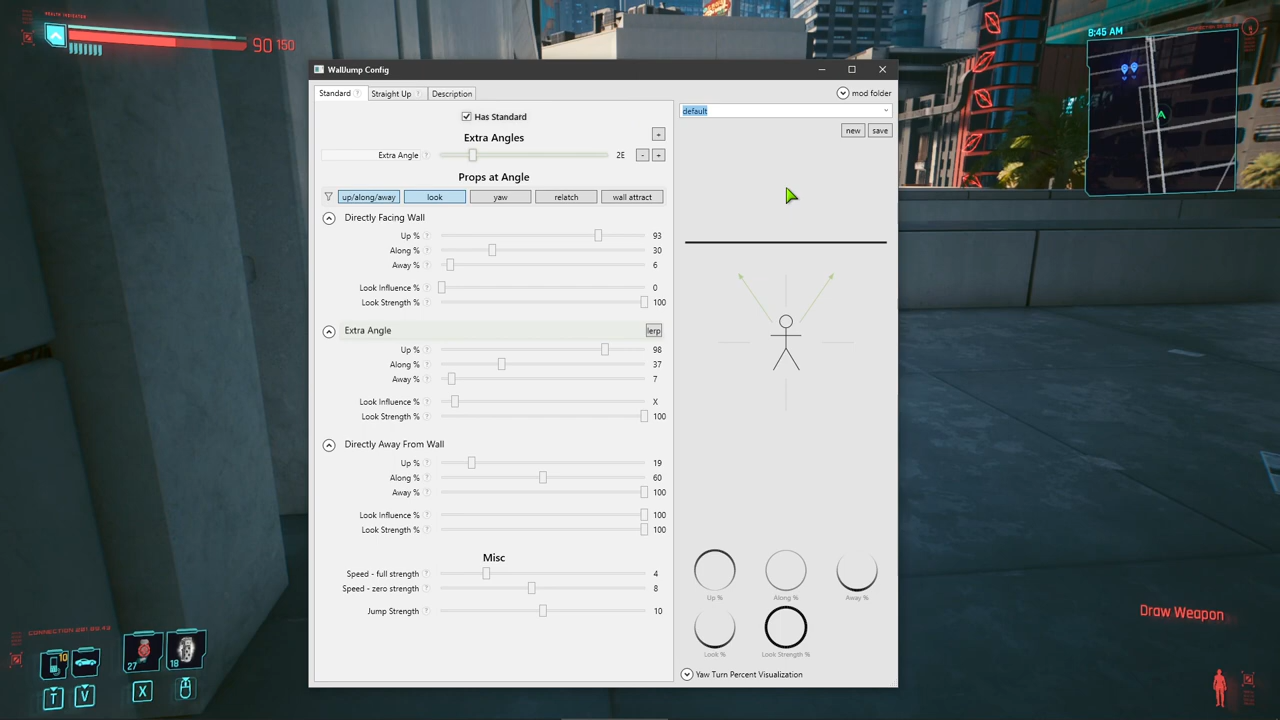 90 150
8:45 AM
WallJump Config
Standard ?
Straight Up ?
Description
mod folder
Has Standard
default
new
save
Extra Angles
+
Extra Angle ? 2E - +
Props at Angle
up/along/away
look
yaw
relatch
wall attract
Directly Facing Wall
Up % ? 93
Along % ? 30
Away % ? 6
Look Influence % ? 0
Look Strength % ? 100
Extra Angle lerp
Up % ? 98
Along % ? 37
Away % ? 7
Look Influence % ? X
Look Strength % ? 100
Directly Away From Wall
Up % ? 19
Along % ? 60
Away % ? 100
Look Influence % ? 100
Look Strength % ? 100
Misc
Speed - full strength ? 4
Speed - zero strength ? 8
Jump Strength ? 10
Up %
Along %
Away %
Look %
Look Strength %
Yaw Turn Percent Visualization
Draw Weapon
10
27
18
T
V
X